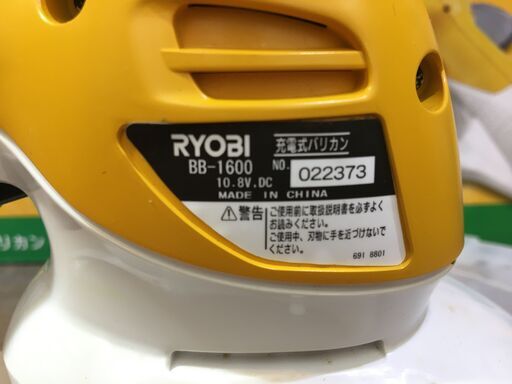 RYOBI 充電式バリカン
BB-1600 NO. 022373
10.8V.DC
MADE IN CHINA
⚠警告 ご使用前に取扱説明書を必ずよく
お読みください。
ご使用中、刃物に手を近づけないで
ください。
691 8801
バリカン